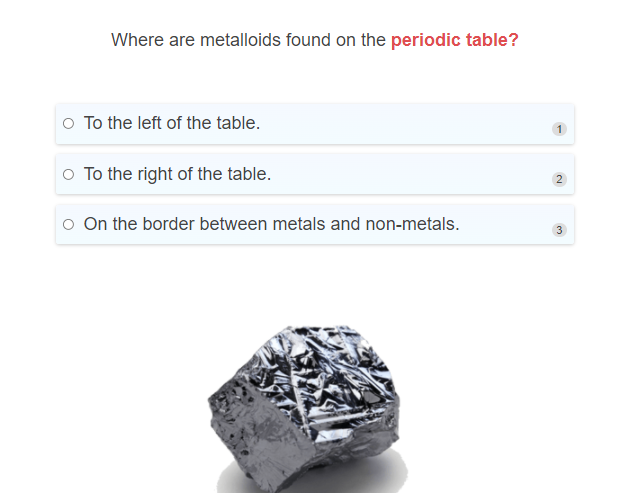 Where are metalloids found on the periodic table?
To the left of the table.
1
To the right of the table.
2
On the border between metals and non-metals.
3